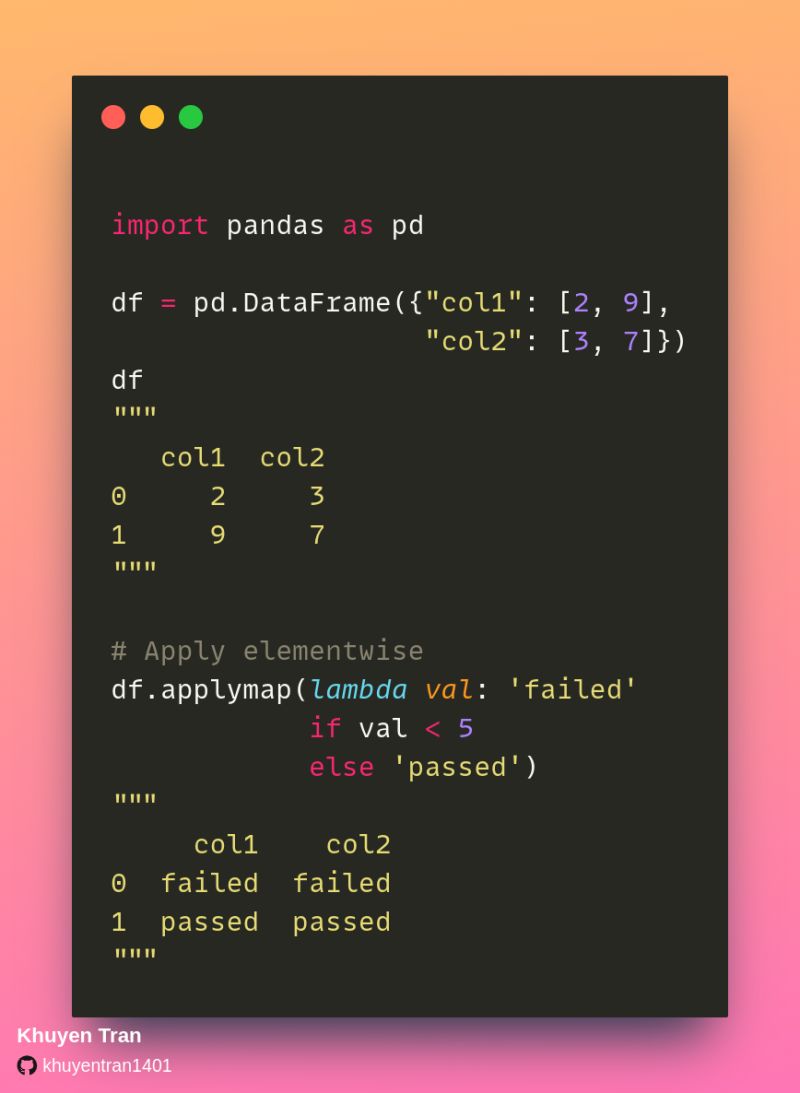 import pandas as pd
df = pd.DataFrame({"col1": [2, 9],
                   "col2": [3, 7]})
df
"""
   col1  col2
0     2     3
1     9     7
"""
# Apply elementwise
df.applymap(lambda val: 'failed'
            if val < 5
            else 'passed')
"""
     col1    col2
0  failed  failed
1  passed  passed
"""
Khuyen Tran
khuyentran1401